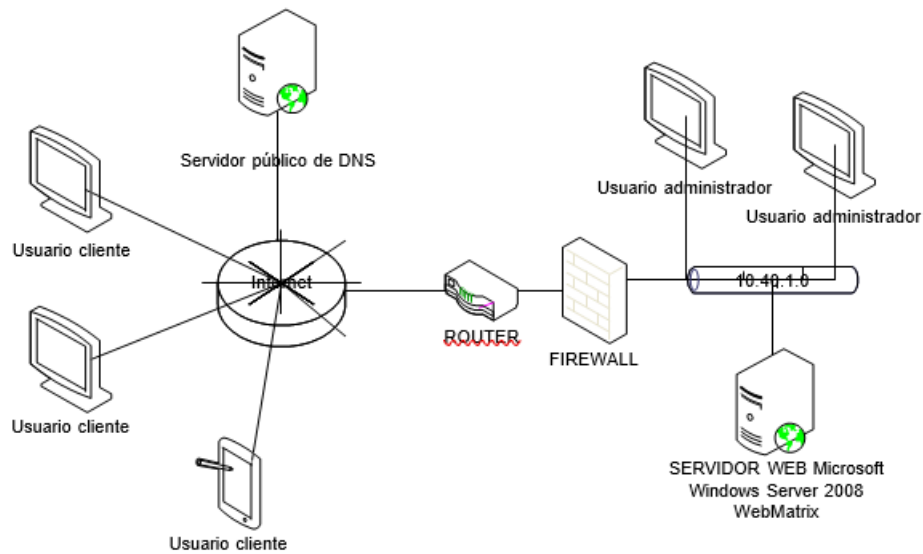 Servidor público de DNS
Usuario administrador
Usuario administrador
Usuario cliente
Internet
10.40.1.0
ROUTER
FIREWALL
Usuario cliente
SERVIDOR WEB Microsoft
Windows Server 2008
WebMatrix
Usuario cliente